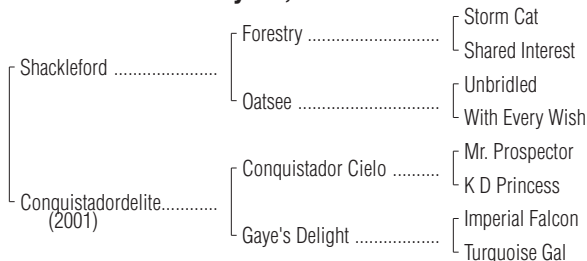 Storm Cat
Forestry ..................................
Shared Interest
Shackleford .....................
Unbridled
Oatsee ....................................
With Every Wish
Mr. Prospector
Conquistador Cielo ..........
K D Princess
Conquistadordelite...........
(2001)
Imperial Falcon
Gaye's Delight ...................
Turquoise Gal